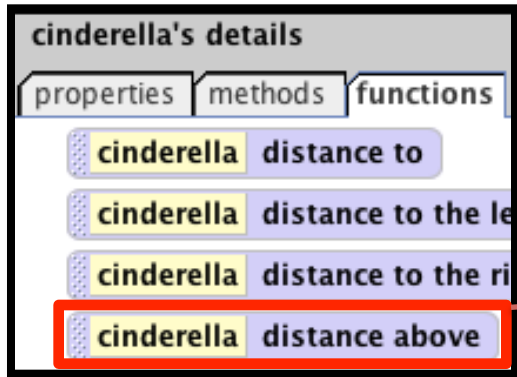 cinderella's details
properties methods functions
cinderella distance to
cinderella distance to the le
cinderella distance to the ri
cinderella distance above